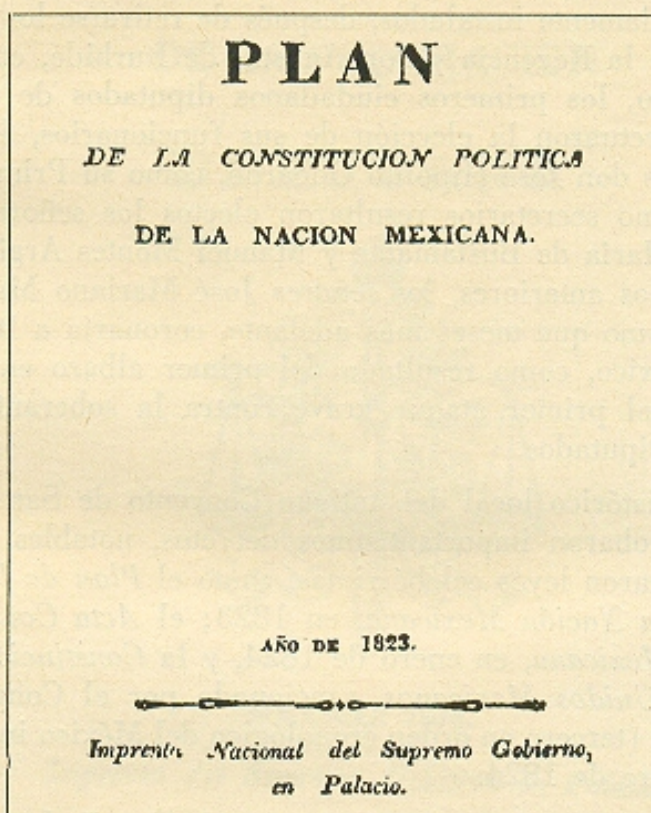 PLAN
DE LA CONSTITUCION POLITICA
DE LA NACION MEXICANA.
AÑO DE 1823.
Imprenta Nacional del Supremo Gobierno,
en Palacio.